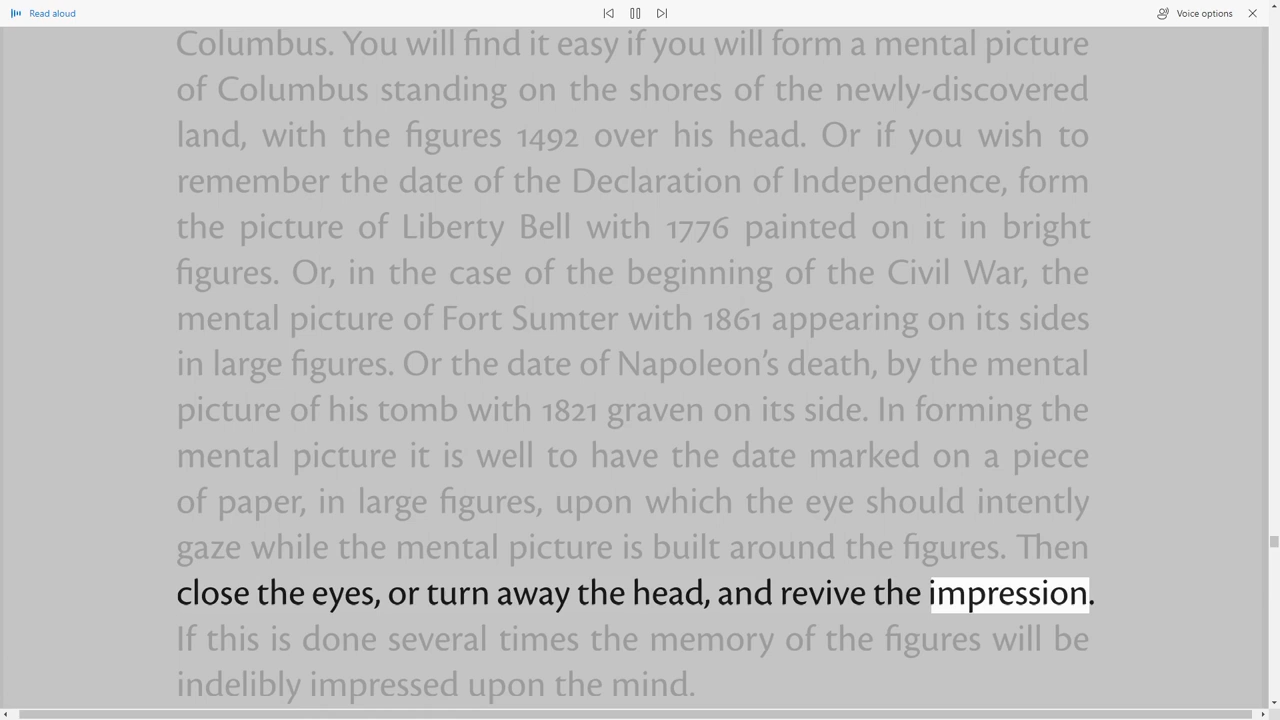 Read aloud
Voice options
Columbus. You will find it easy if you will form a mental picture
of Columbus standing on the shores of the newly-discovered
land, with the figures 1492 over his head. Or if you wish to
remember the date of the Declaration of Independence, form
the picture of Liberty Bell with 1776 painted on it in bright
figures. Or, in the case of the beginning of the Civil War, the
mental picture of Fort Sumter with 1861 appearing on its sides
in large figures. Or the date of Napoleon’s death, by the mental
picture of his tomb with 1821 graven on its side. In forming the
mental picture it is well to have the date marked on a piece
of paper, in large figures, upon which the eye should intently
gaze while the mental picture is built around the figures. Then
close the eyes, or turn away the head, and revive the impression.
If this is done several times the memory of the figures will be
indelibly impressed upon the mind.